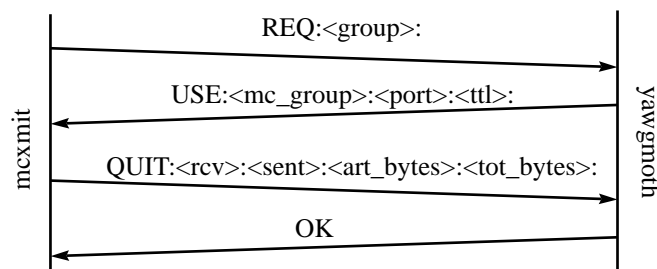 REQ:<group>:
USE:<mc_group>:<port>:<ttl>:
mcxmit
yawgmoth
QUIT:<rcv>:<sent>:<art_bytes>:<tot_bytes>:
OK